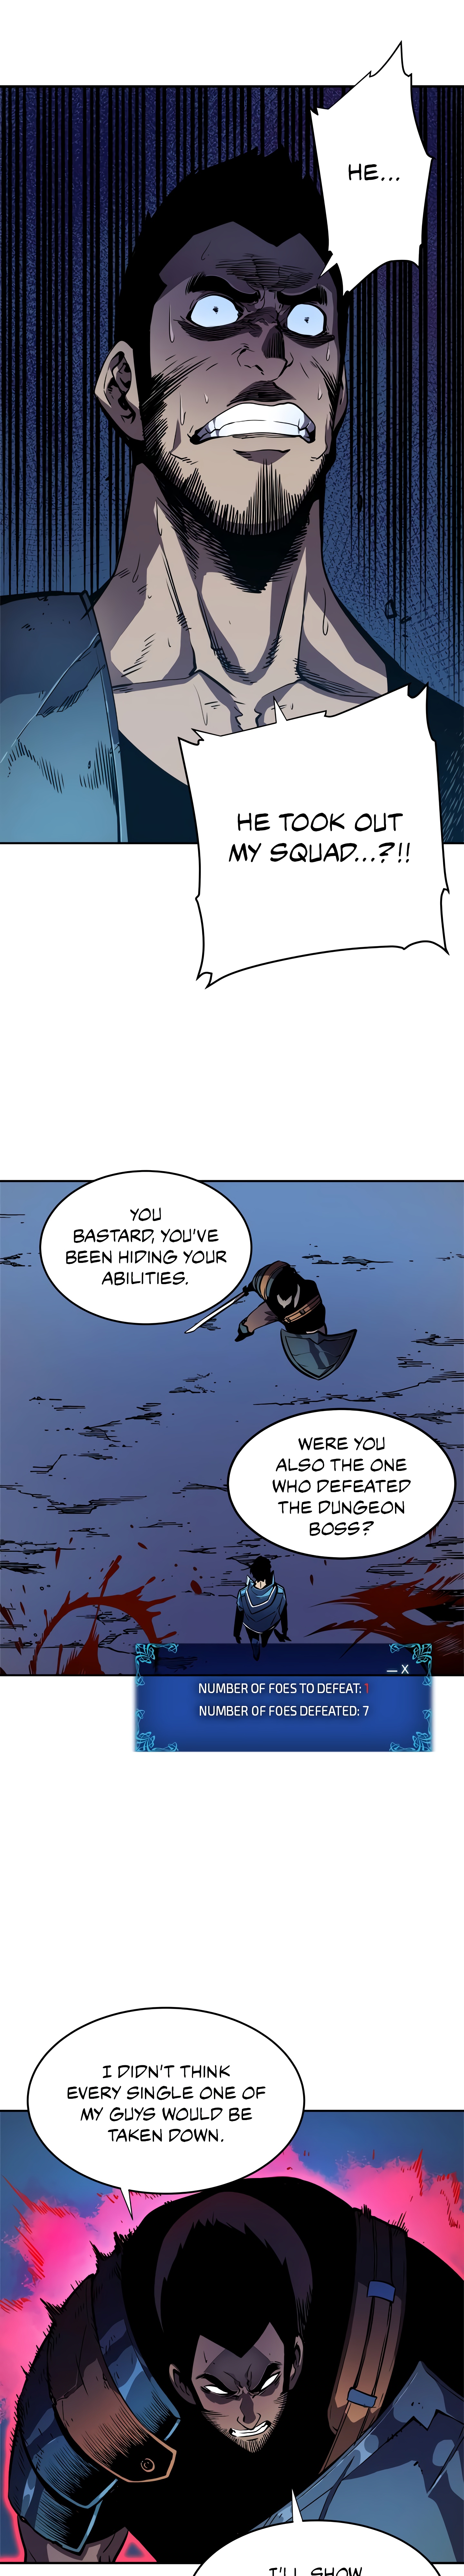 HE...
HE TOOK OUT
MY SQUAD...?!!
YOU
BASTARD, YOU'VE
BEEN HIDING YOUR
ABILITIES.
WERE YOU
ALSO THE ONE
WHO DEFEATED
THE DUNGEON
BOSS?
— X
NUMBER OF FOES TO DEFEAT: 1
NUMBER OF FOES DEFEATED: 7
I DIDN'T THINK
EVERY SINGLE ONE OF
MY GUYS WOULD BE
TAKEN DOWN.
I'LL SHOW